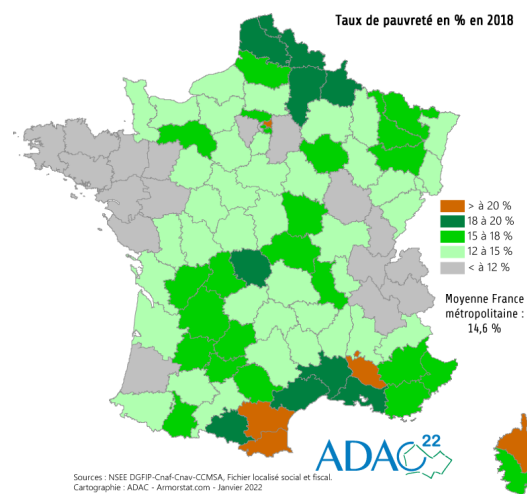 Taux de pauvreté en % en 2018
> à 20 %
18 à 20 %
15 à 18 %
12 à 15 %
< à 12 %
Moyenne France
métropolitaine :
14,6 %
ADAC 22
Sources : NSEE DGFIP-Cnaf-Cnav-CCMSA, Fichier localisé social et fiscal.
Cartographie : ADAC - Armorstat.com - Janvier 2022